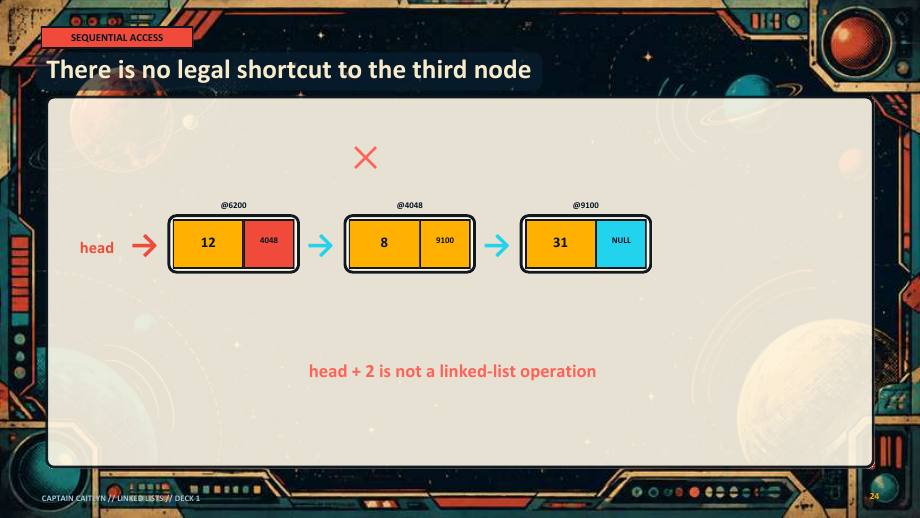 SEQUENTIAL ACCESS
There is no legal shortcut to the third node
@6200
@4048
@9100
head
12
4048
8
9100
31
NULL
head + 2 is not a linked-list operation
CAPTAIN CAITLYN // LINKED LISTS // DECK 1
24